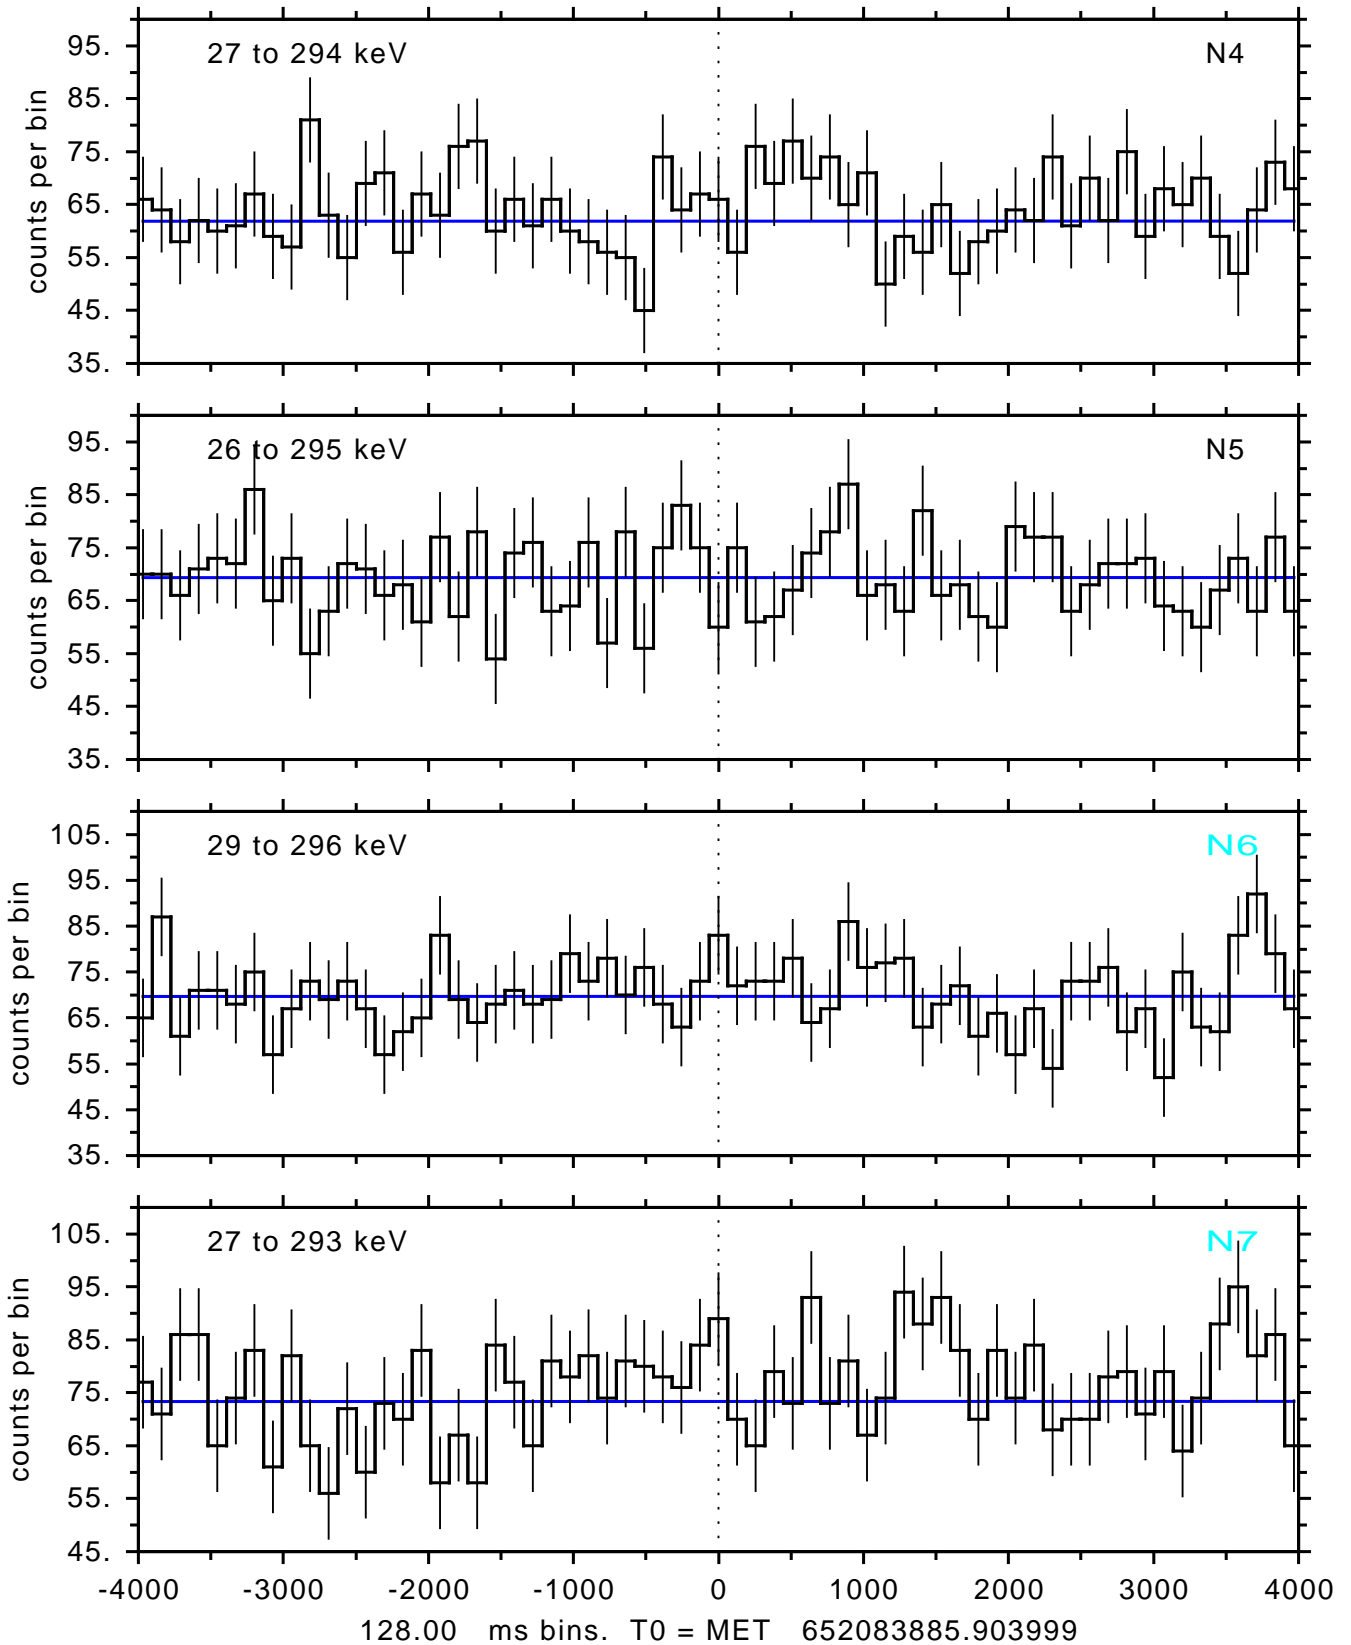 27 to 294 keV N4
95.
85.
75.
65.
55.
45.
35.
counts per bin
26 to 295 keV N5
95.
85.
75.
65.
55.
45.
35.
counts per bin
29 to 296 keV N6
105.
95.
85.
75.
65.
55.
45.
35.
counts per bin
27 to 293 keV N7
105.
95.
85.
75.
65.
55.
45.
counts per bin
-4000 -3000 -2000 -1000 0 1000 2000 3000 4000
128.00 ms bins. T0 = MET 652083885.903999